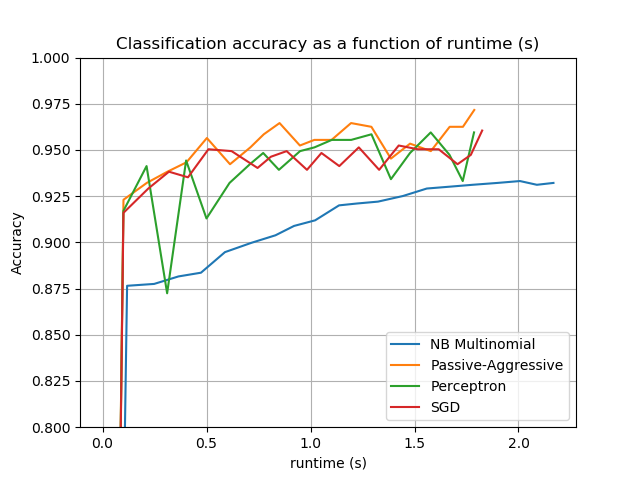 Classification accuracy as a function of runtime (s)
1.000
0.975
0.950
0.925
0.900
0.875
0.850
0.825
0.800
Accuracy
NB Multinomial
Passive-Aggressive
Perceptron
SGD
0.0 0.5 1.0 1.5 2.0
runtime (s)